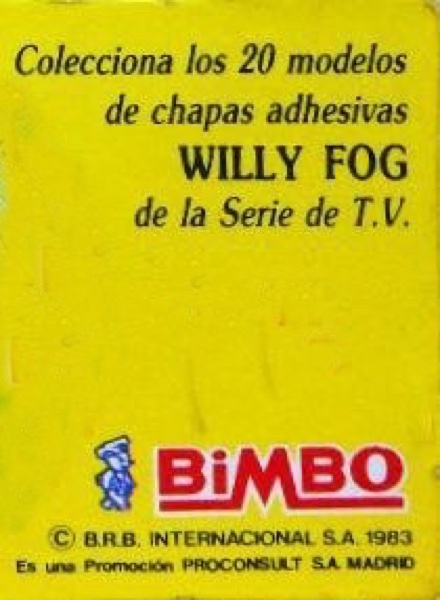 Colecciona los 20 modelos
de chapas adhesivas
WILLY FOG
de la Serie de T.V.
BiMBO
© B.R.B. INTERNACIONAL S.A. 1983
Es una Promoción PROCONSULT S.A. MADRID